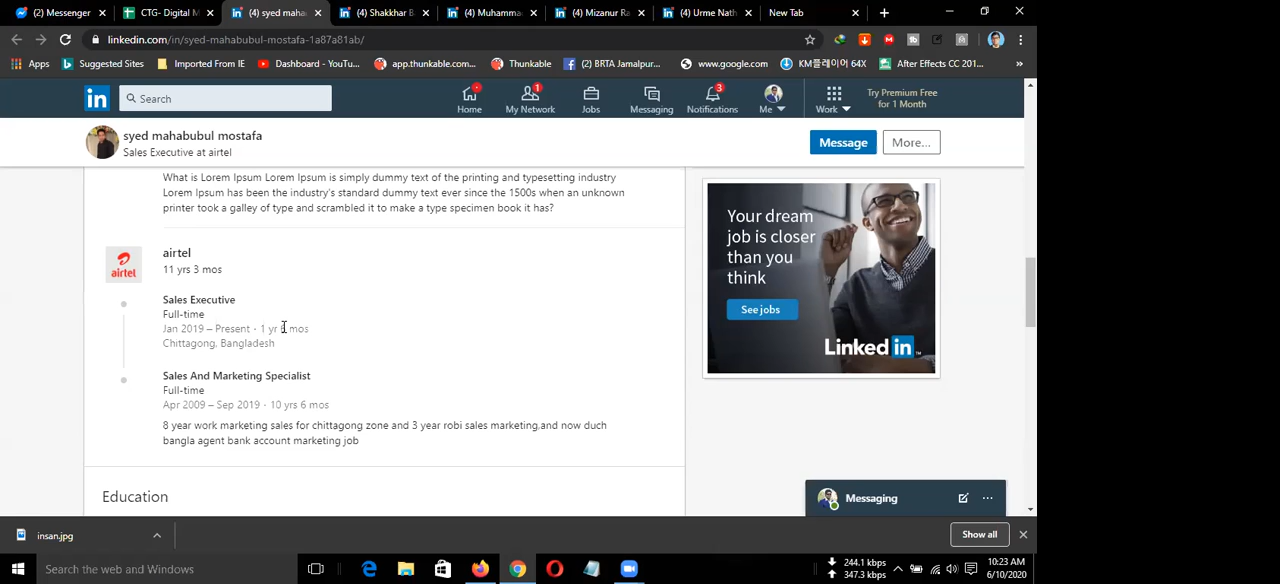 (2) Messenger
CTG- Digital M
(4) syed maha
(4) Shakkhar B
(4) Muhammad
(4) Mizanur Ra
(4) Urme Nath
New Tab
linkedin.com/in/syed-mahabubul-mostafa-1a87a81ab/
Apps
Suggested Sites
Imported From IE
Dashboard - YouTu...
app.thunkable.com...
Thunkable
(2) BRTA Jamalpur...
www.google.com
KM플레이어 64X
After Effects CC 201...
in
Search
Home
1
My Network
Jobs
Messaging
3
Notifications
Me
Work
Try Premium Free
for 1 Month
syed mahabubul mostafa
Sales Executive at airtel
Message
More...
What is Lorem Ipsum Lorem Ipsum is simply dummy text of the printing and typesetting industry
Lorem Ipsum has been the industry's standard dummy text ever since the 1500s when an unknown
printer took a galley of type and scrambled it to make a type specimen book it has?
airtel
airtel
11 yrs 3 mos
Sales Executive
Full-time
Jan 2019 – Present · 1 yr mos
Chittagong, Bangladesh
Sales And Marketing Specialist
Full-time
Apr 2009 – Sep 2019 · 10 yrs 6 mos
8 year work marketing sales for chittagong zone and 3 year robi sales marketing,and now duch
bangla agent bank account marketing job
Education
Your dream
job is closer
than you
think
See jobs
Linked in
Messaging
insan.jpg
Show all
Search the web and Windows
244.1 kbps
347.3 kbps
10:23 AM
6/10/2020